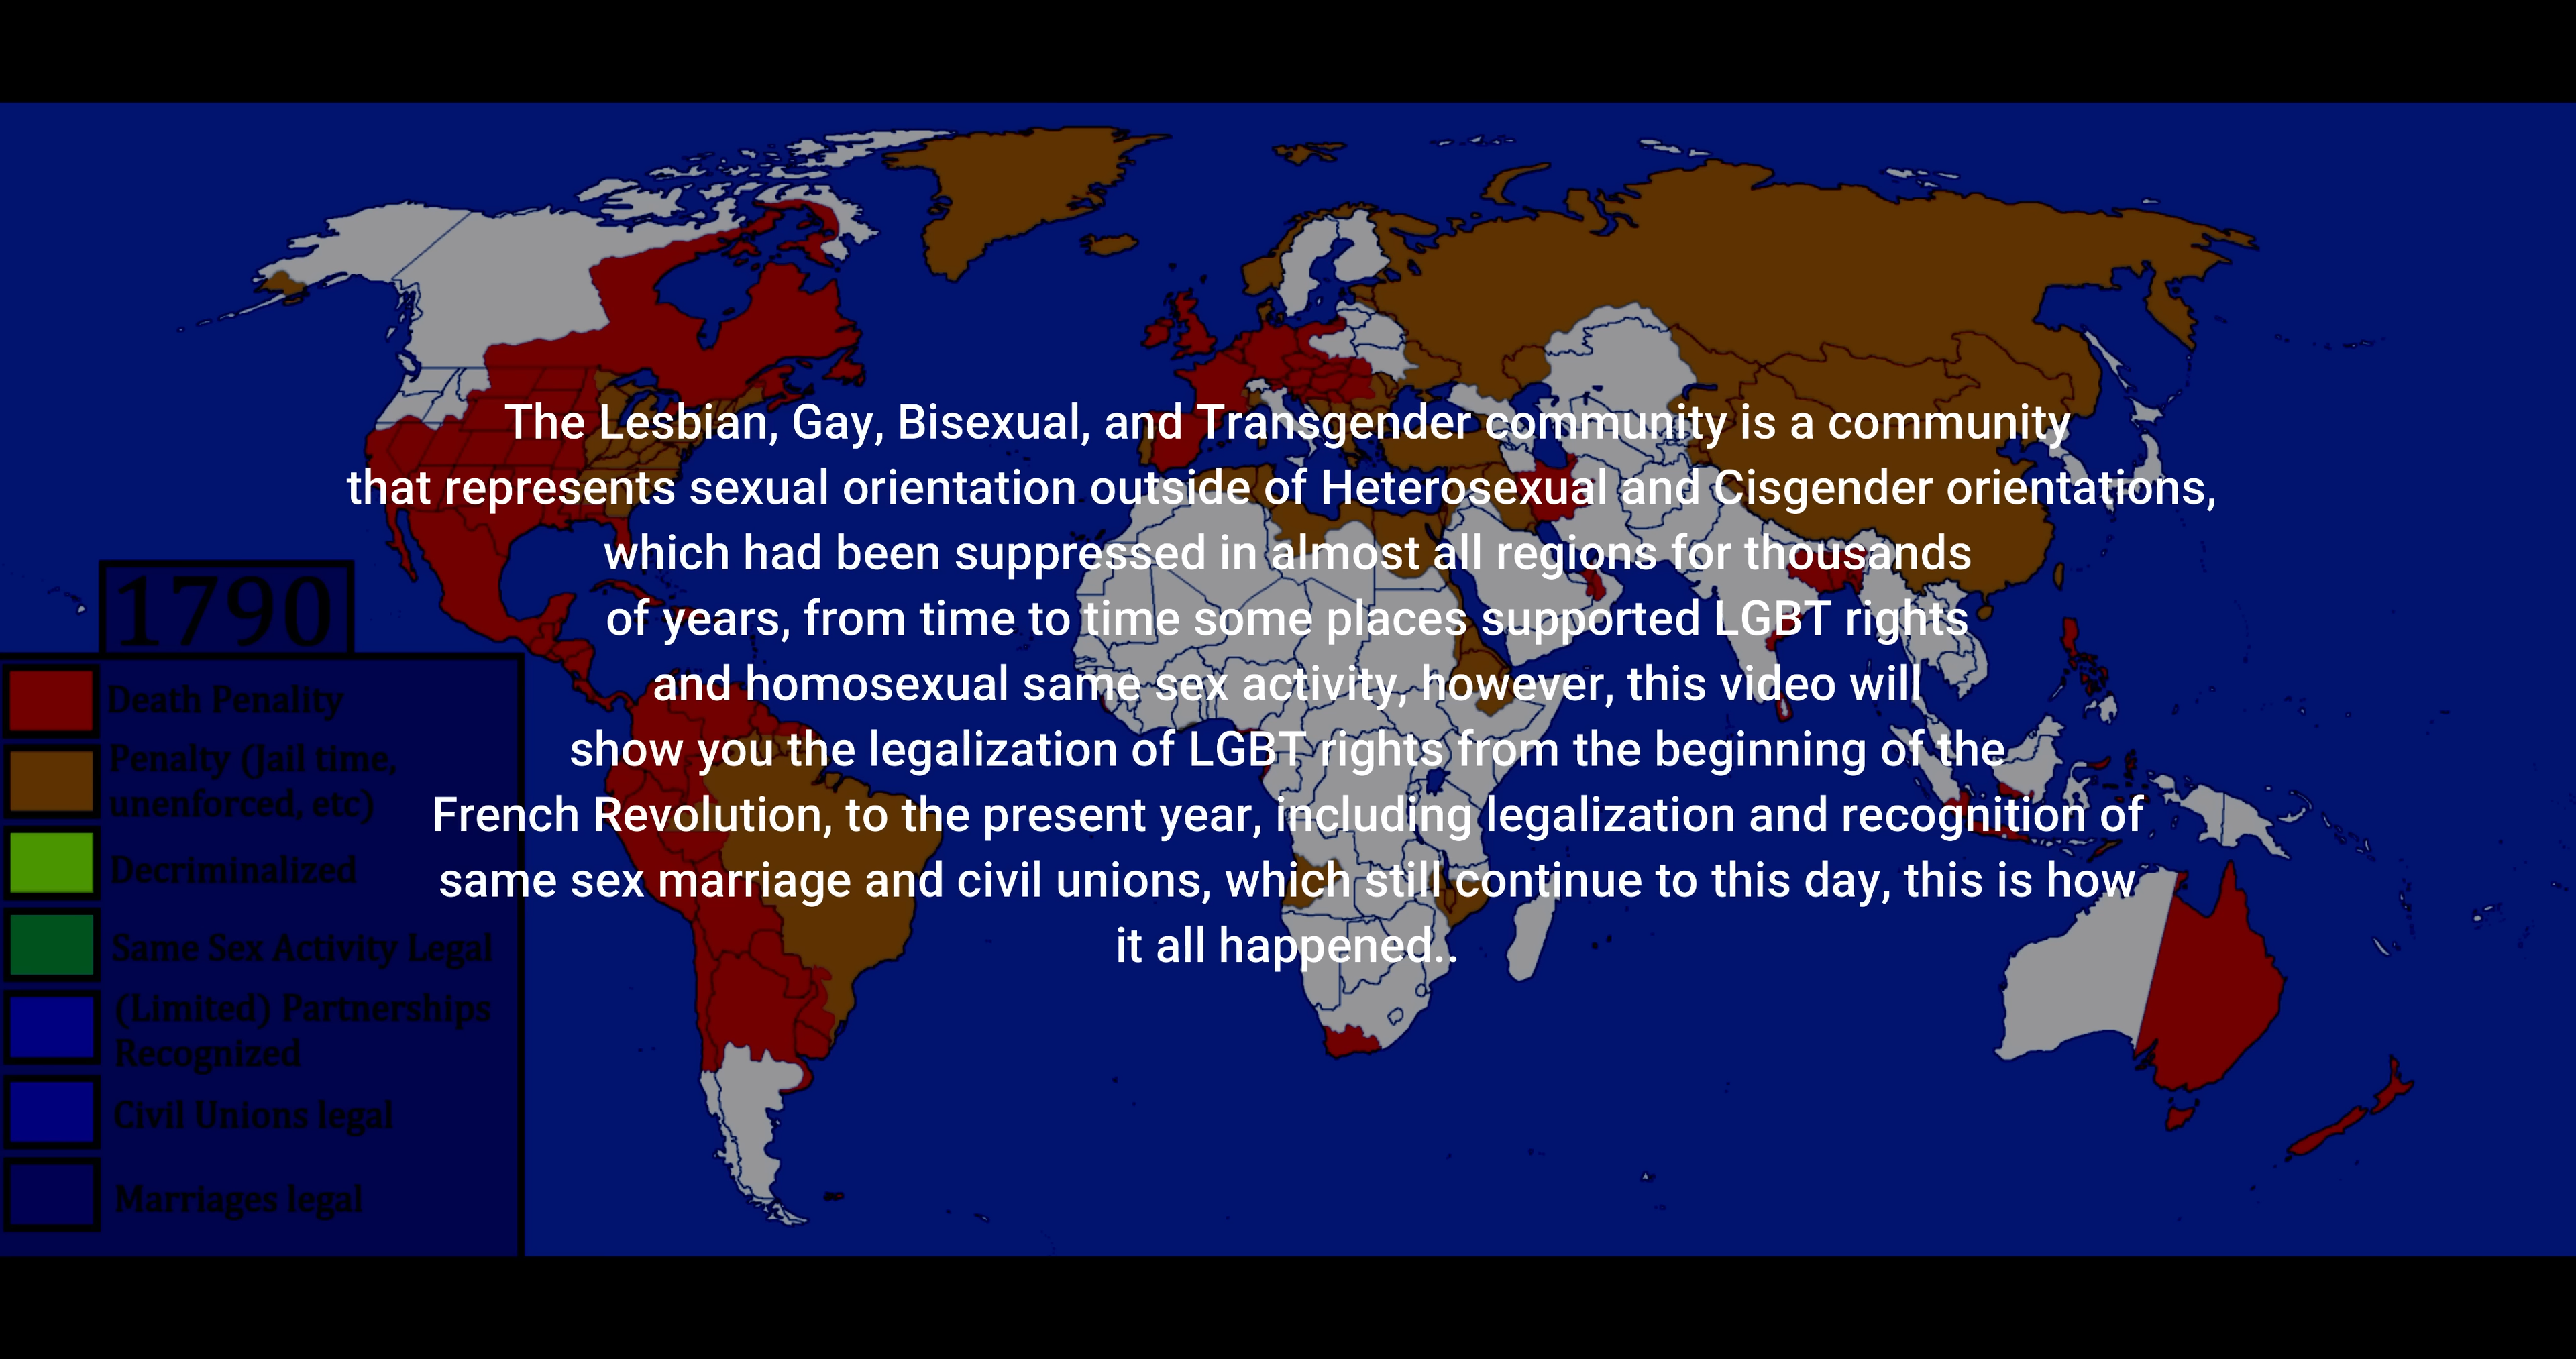 The Lesbian, Gay, Bisexual, and Transgender community is a community
that represents sexual orientation outside of Heterosexual and Cisgender orientations,
which had been suppressed in almost all regions for thousands
of years, from time to time some places supported LGBT rights
and homosexual same sex activity, however, this video will
show you the legalization of LGBT rights from the beginning of the
French Revolution, to the present year, including legalization and recognition of
same sex marriage and civil unions, which still continue to this day, this is how
it all happened..
1790
Death Penality
Penalty (Jail time,
unenforced, etc)
Decriminalized
Same Sex Activity Legal
(Limited) Partnerships
Recognized
Civil Unions legal
Marriages legal